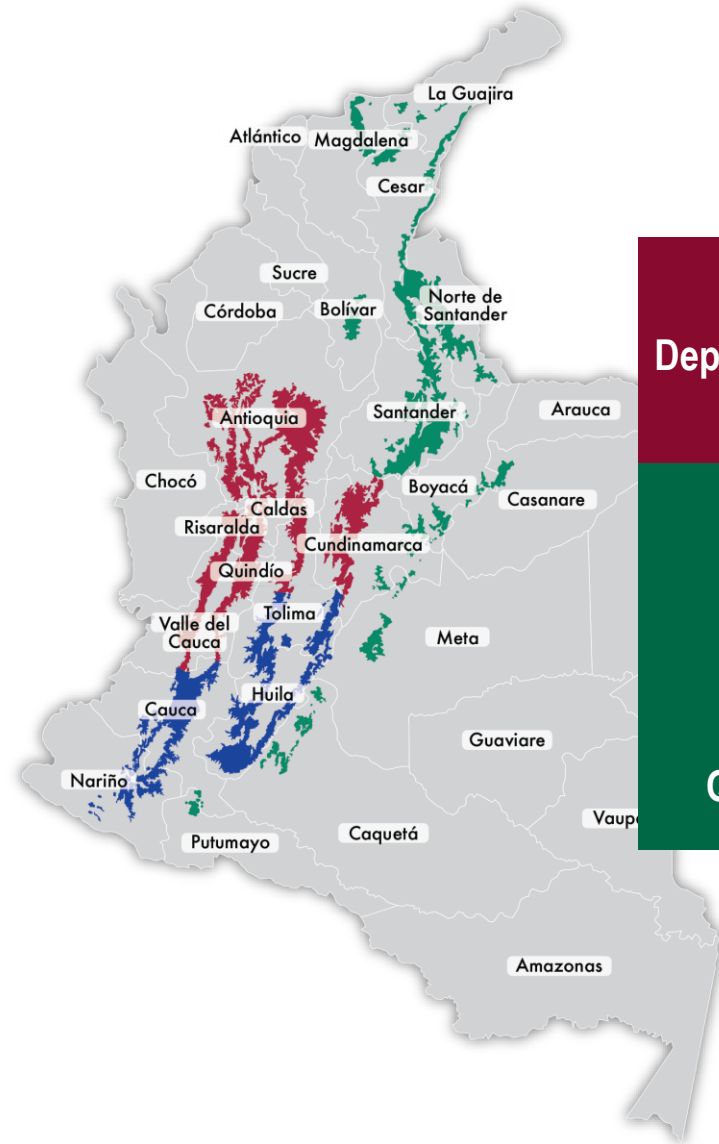 La Guajira
Atlántico
Magdalena
Cesar
Sucre
Córdoba
Bolívar
Norte de
Santander
Antioquia
Santander
Arauca
Chocó
Boyacá
Casanare
Caldas
Risaralda
Cundinamarca
Quindío
Tolima
Valle del
Cauca
Meta
Huila
Cauca
Guaviare
Nariño
Putumayo
Caquetá
Vaup
Amazonas
Dep